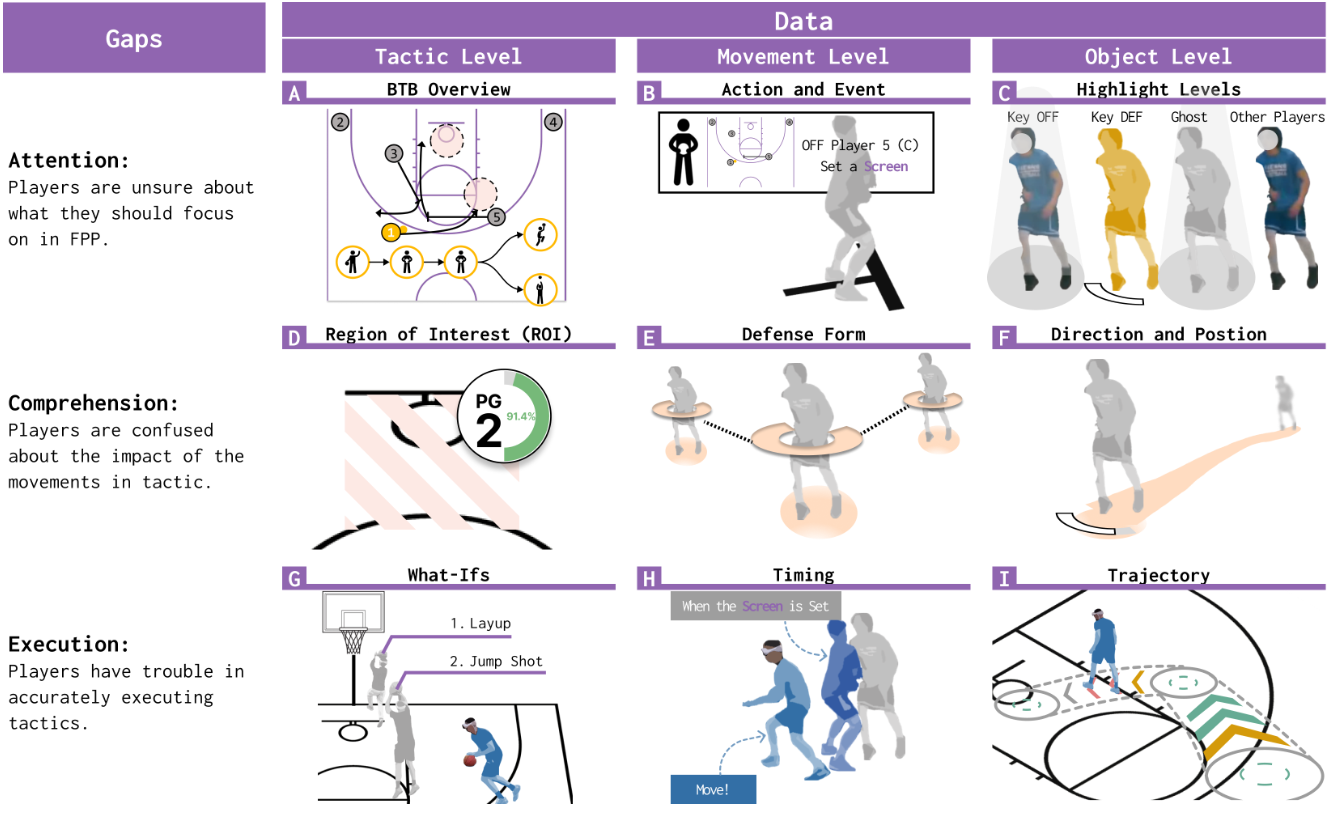 Gaps
Data
Tactic Level
Movement Level
Object Level
Attention:
Players are unsure about
what they should focus
on in FPP.
A
BTB Overview
2
4
3
5
1
B
Action and Event
OFF Player 5 (C)
Set a Screen
C
Highlight Levels
Key OFF
Key DEF
Ghost
Other Players
Comprehension:
Players are confused
about the impact of the
movements in tactic.
D
Region of Interest (ROI)
PG
2
91.4%
E
Defense Form
F
Direction and Postion
Execution:
Players have trouble in
accurately executing
tactics.
G
What-Ifs
1. Layup
2. Jump Shot
H
Timing
When the Screen is Set
Move!
I
Trajectory